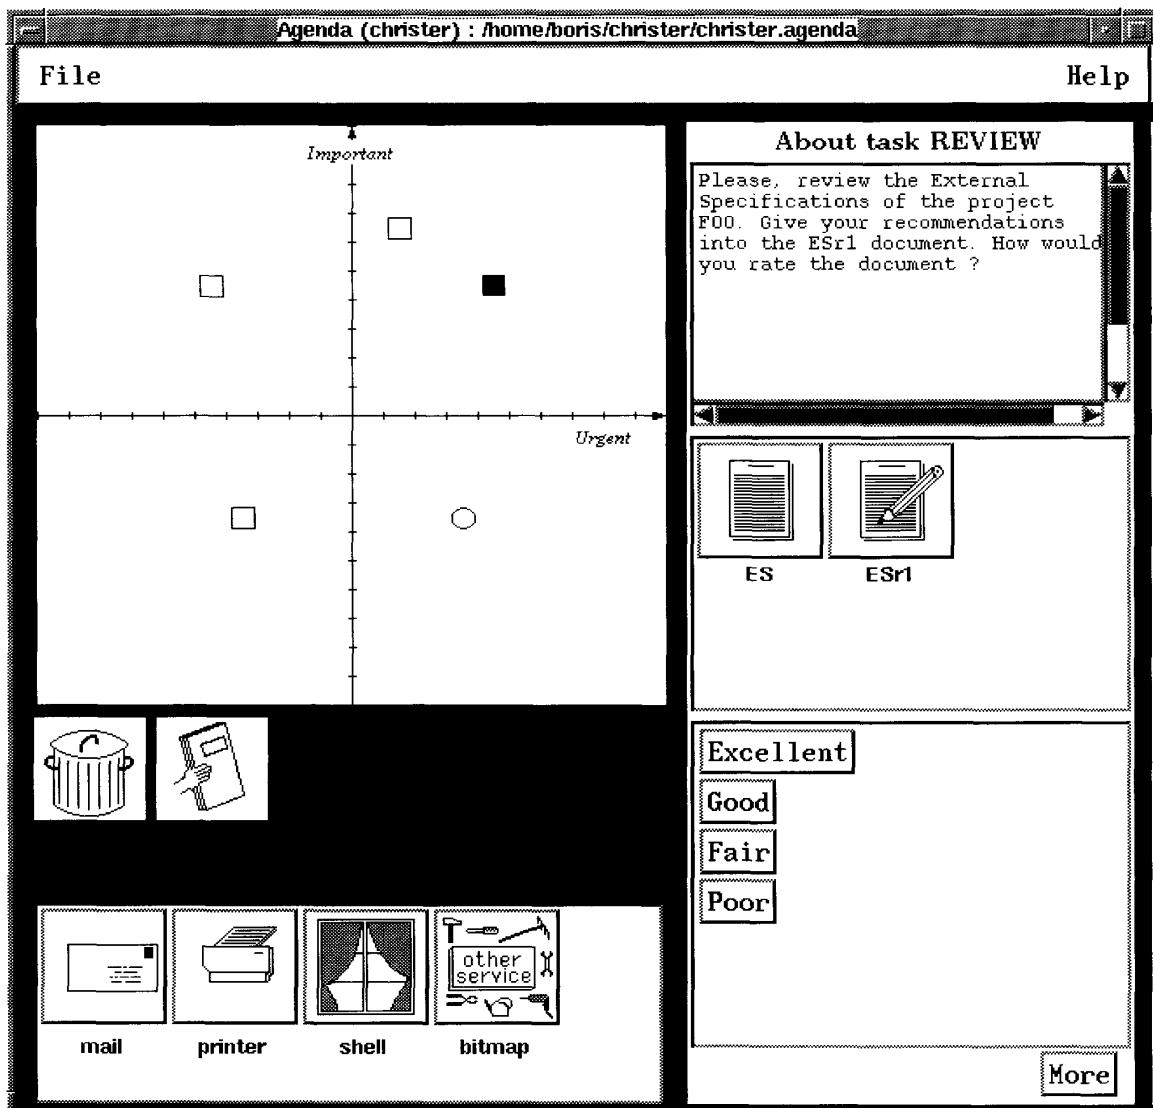 Agenda (christer) : /home/boris/christer/christer.agenda
File
Help
Important
Urgent
About task REVIEW
Please, review the External
Specifications of the project
FOO. Give your recommendations
into the ESr1 document. How would
you rate the document ?
ES
ESr1
Excellent
Good
Fair
Poor
other
service
mail
printer
shell
bitmap
More